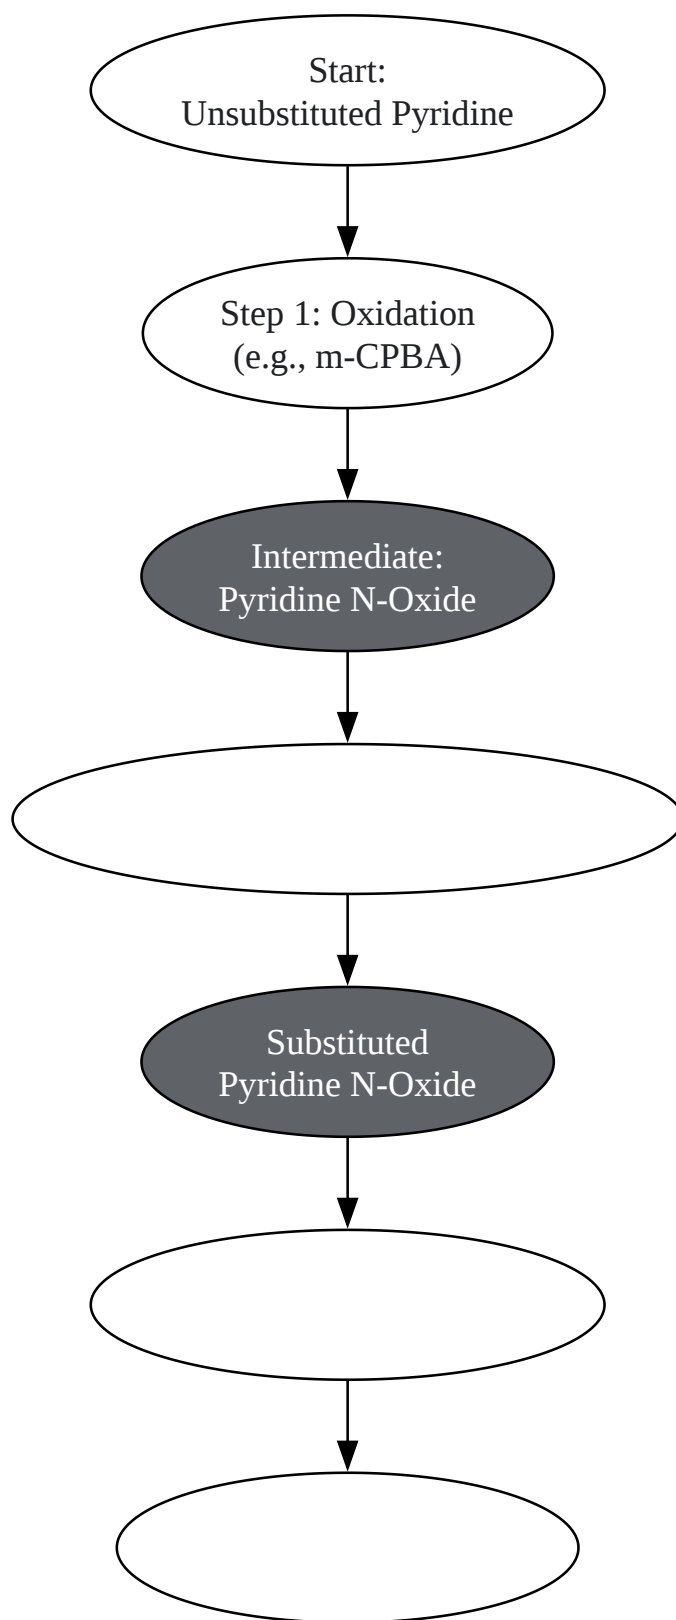 Start:
Unsubstituted Pyridine
Step 1: Oxidation
(e.g., m-CPBA)
Intermediate:
Pyridine N-Oxide
Substituted
Pyridine N-Oxide